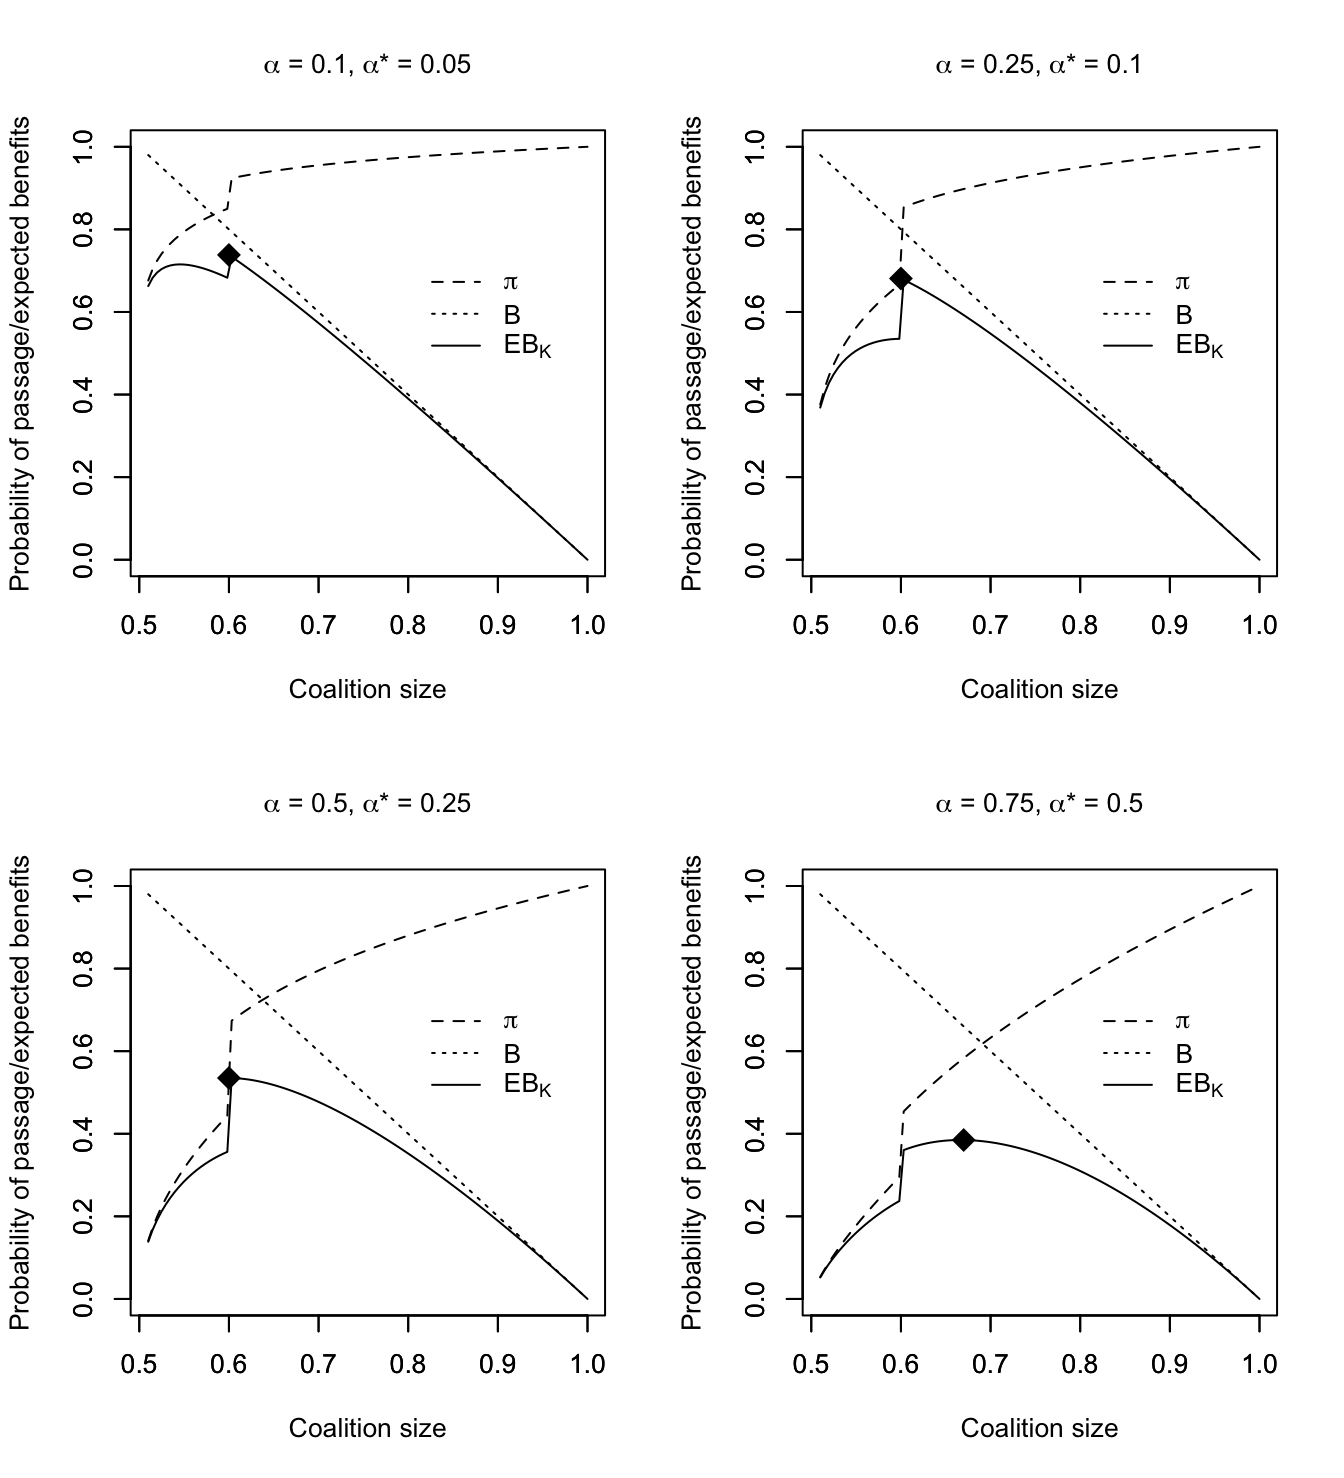 α = 0.1, α* = 0.05
Probability of passage/expected benefits
1.0
0.8
0.6
0.4
0.2
0.0
π
B
EB_K
0.5 0.6 0.7 0.8 0.9 1.0
Coalition size
α = 0.25, α* = 0.1
Probability of passage/expected benefits
1.0
0.8
0.6
0.4
0.2
0.0
π
B
EB_K
0.5 0.6 0.7 0.8 0.9 1.0
Coalition size
α = 0.5, α* = 0.25
Probability of passage/expected benefits
1.0
0.8
0.6
0.4
0.2
0.0
π
B
EB_K
0.5 0.6 0.7 0.8 0.9 1.0
Coalition size
α = 0.75, α* = 0.5
Probability of passage/expected benefits
1.0
0.8
0.6
0.4
0.2
0.0
π
B
EB_K
0.5 0.6 0.7 0.8 0.9 1.0
Coalition size